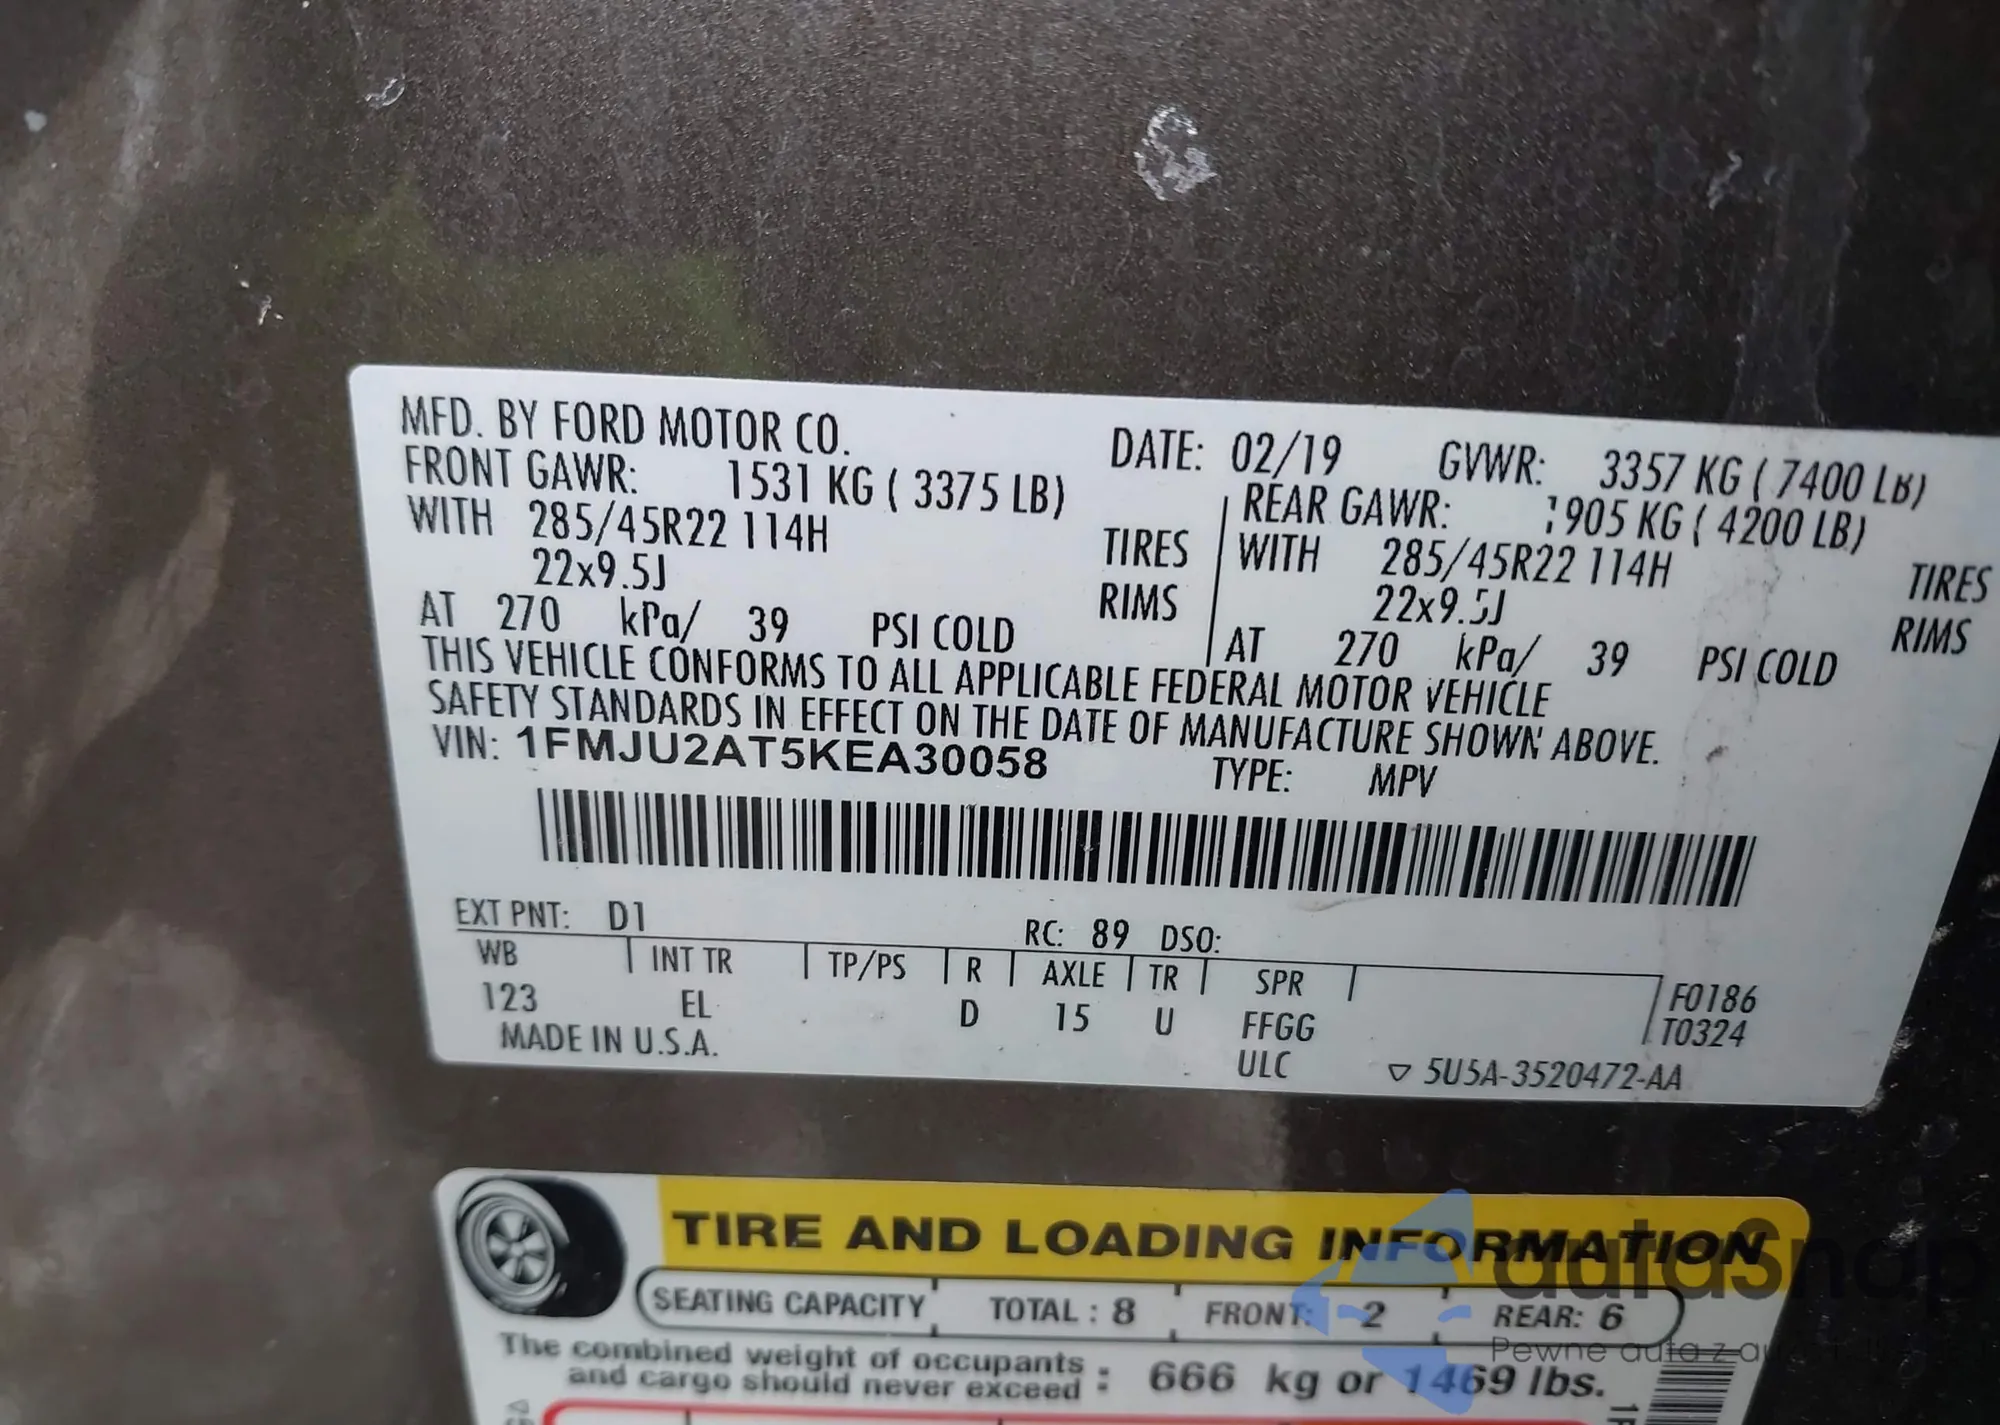 MFD. BY FORD MOTOR CO.
DATE: 02/19 GVWR: 3357 KG ( 7400 LB)
FRONT GAWR: 1531 KG ( 3375 LB)
WITH 285/45R22 114H TIRES
22x9.5J RIMS
AT 270 kPa/ 39 PSI COLD
REAR GAWR: 1905 KG ( 4200 LB)
WITH 285/45R22 114H TIRES
22x9.5J RIMS
AT 270 kPa/ 39 PSI COLD
THIS VEHICLE CONFORMS TO ALL APPLICABLE FEDERAL MOTOR VEHICLE
SAFETY STANDARDS IN EFFECT ON THE DATE OF MANUFACTURE SHOWN ABOVE.
VIN: 1FMJU2AT5KEA30058 TYPE: MPV
EXT PNT: D1 RC: 89 DSO:
WB INT TR TP/PS R AXLE TR SPR
123 EL D 15 U FFGG
F0186
T0324
MADE IN U.S.A. ULC ▽ 5U5A-3520472-AA
TIRE AND LOADING INFORMATION
SEATING CAPACITY TOTAL : 8 FRONT: 2 REAR: 6
The combined weight of occupants
and cargo should never exceed : 666 kg or 1469 lbs.
autaSnap
Pewne auta z